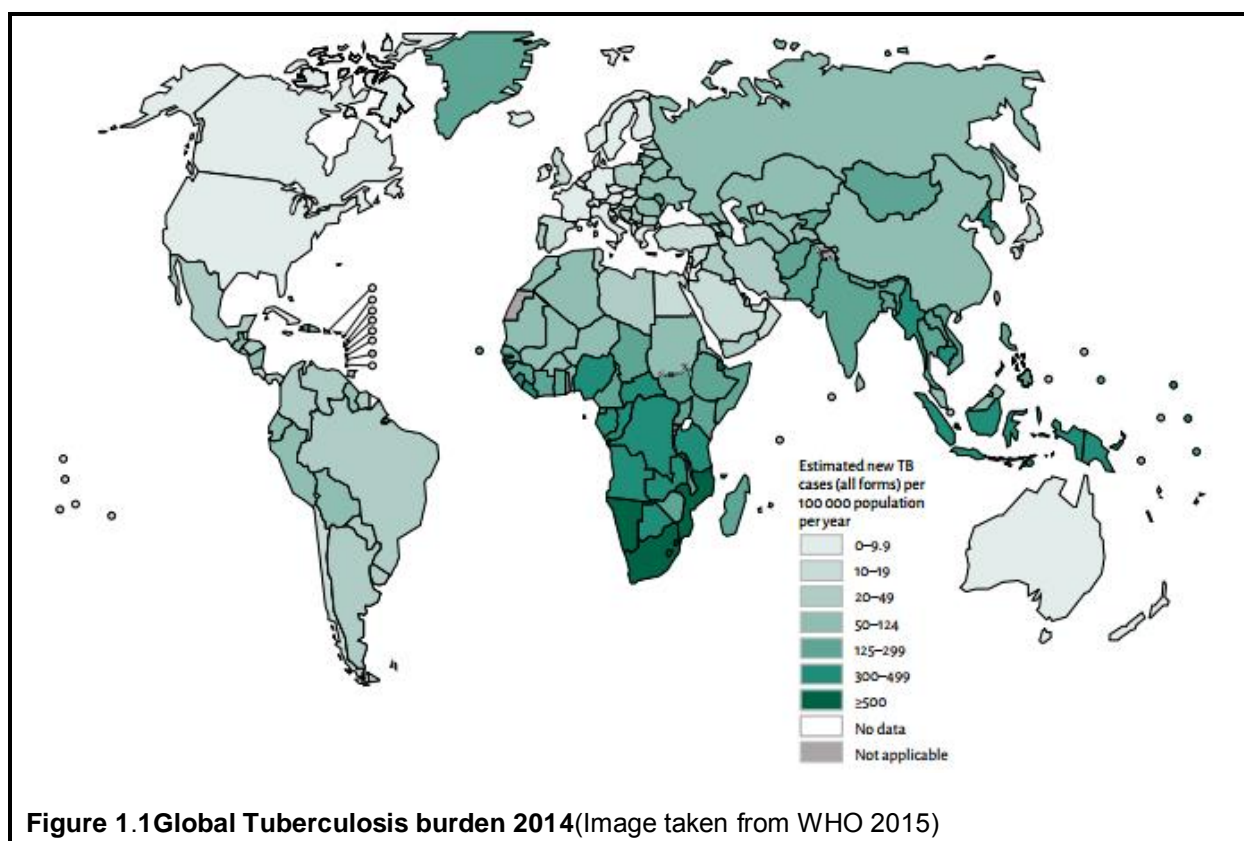 Estimated new TB
cases (all forms) per
100 000 population
per year
0–9.9
10–19
20–49
50–124
125–299
300–499
≥500
No data
Not applicable
Figure 1.1Global Tuberculosis burden 2014(Image taken from WHO 2015)